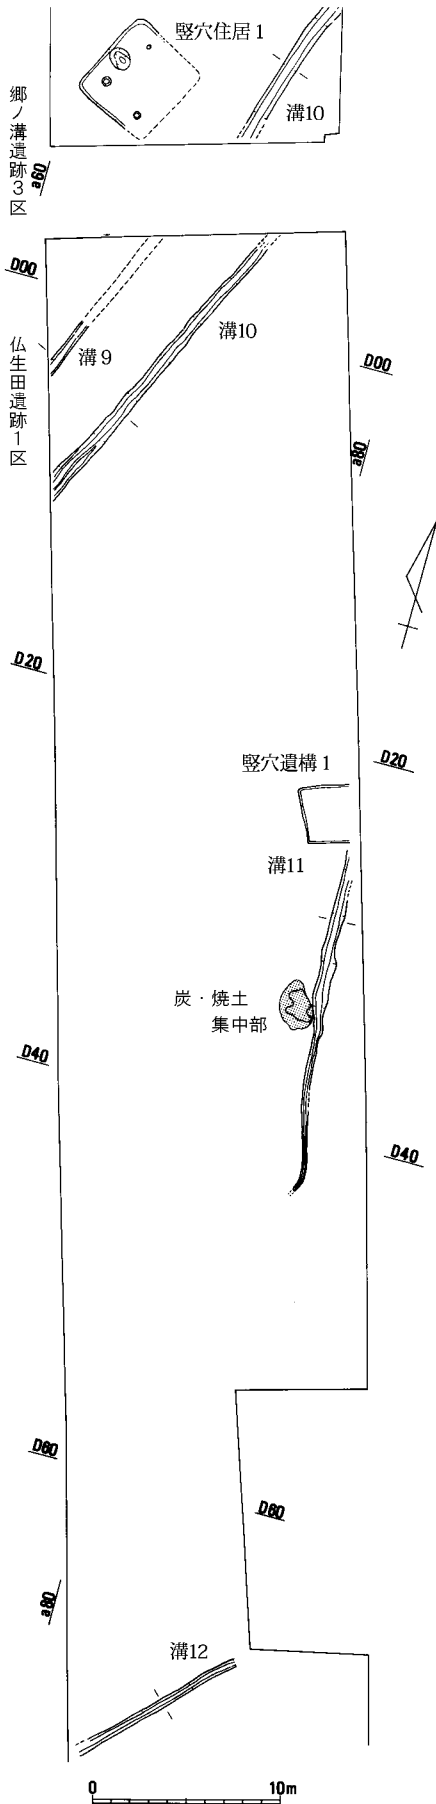 竪穴住居1
溝10
郷ノ溝遺跡3区
a60
D00
溝9
溝10
仏生田遺跡1区
D00
a80
D20
竪穴遺構1
D20
溝11
炭・焼土
集中部
D40
D40
D60
D60
a80
溝12
0 10m